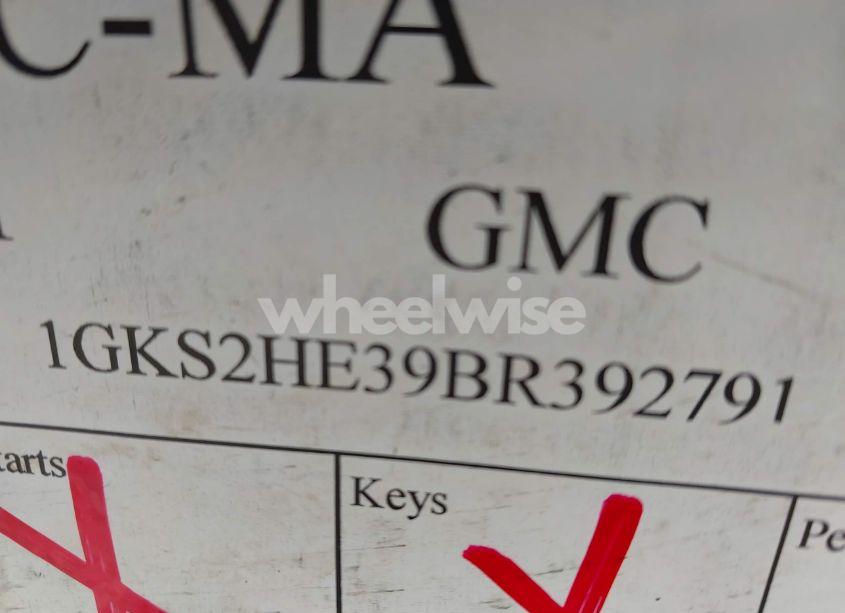 C-MA
GMC
wheelwise
1GKS2HE39BR392791
tarts
Keys
Pe